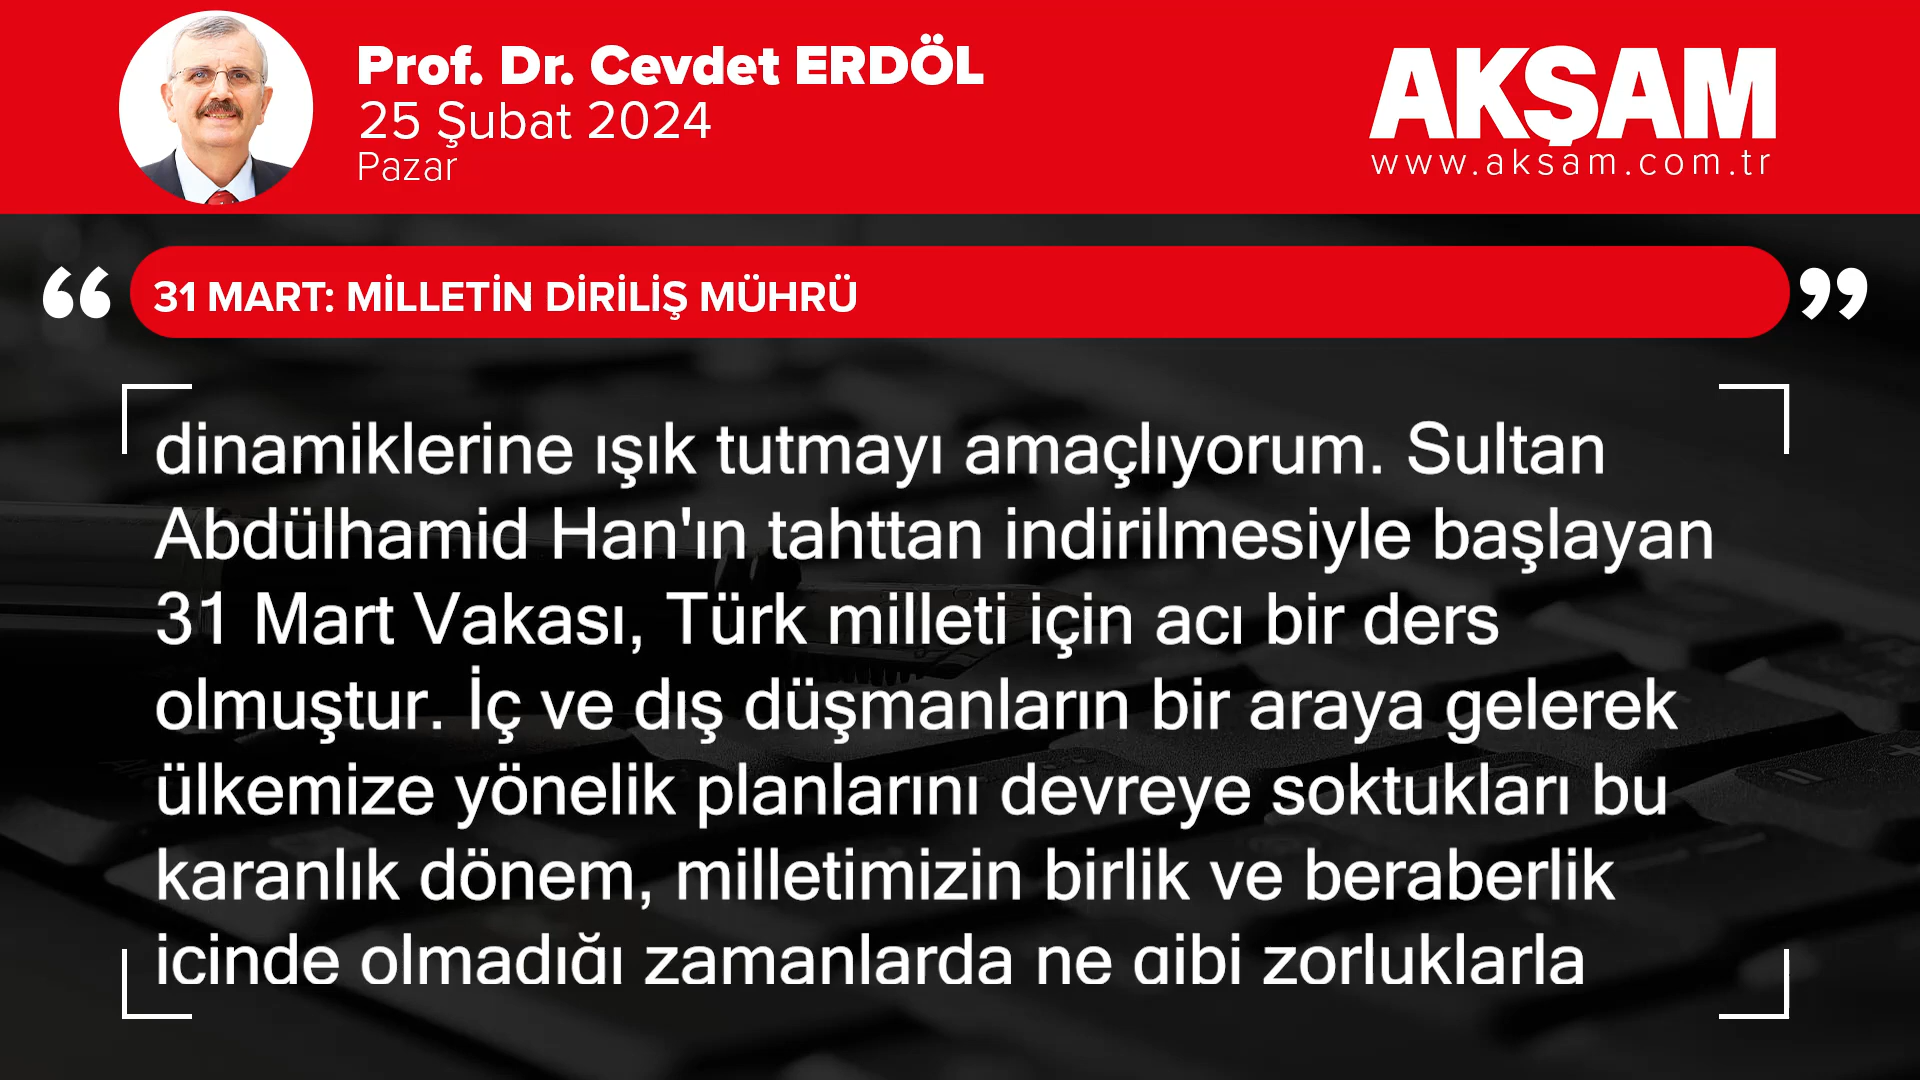 Prof. Dr. Cevdet ERDÖL
25 Şubat 2024
Pazar
AKŞAM
www.aksam.com.tr
“ 31 MART: MİLLETİN DİRİLİŞ MÜHRÜ ”
dinamiklerine ışık tutmayı amaçlıyorum. Sultan
Abdülhamid Han'ın tahttan indirilmesiyle başlayan
31 Mart Vakası, Türk milleti için acı bir ders
olmuştur. İç ve dış düşmanların bir araya gelerek
ülkemize yönelik planlarını devreye soktukları bu
karanlık dönem, milletimizin birlik ve beraberlik
içinde olmadığı zamanlarda ne gibi zorluklarla